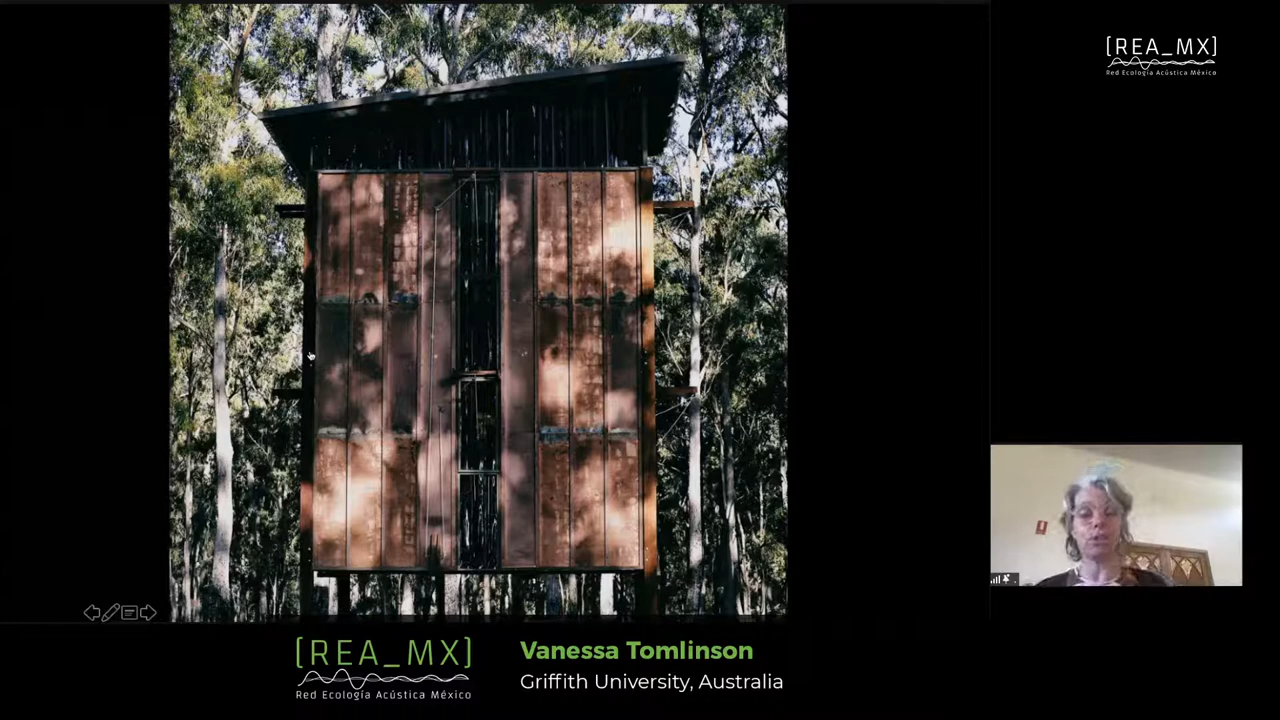 [REA_MX]
Red Ecología Acústica México
[REA_MX]
Red Ecología Acústica México
Vanessa Tomlinson
Griffith University, Australia